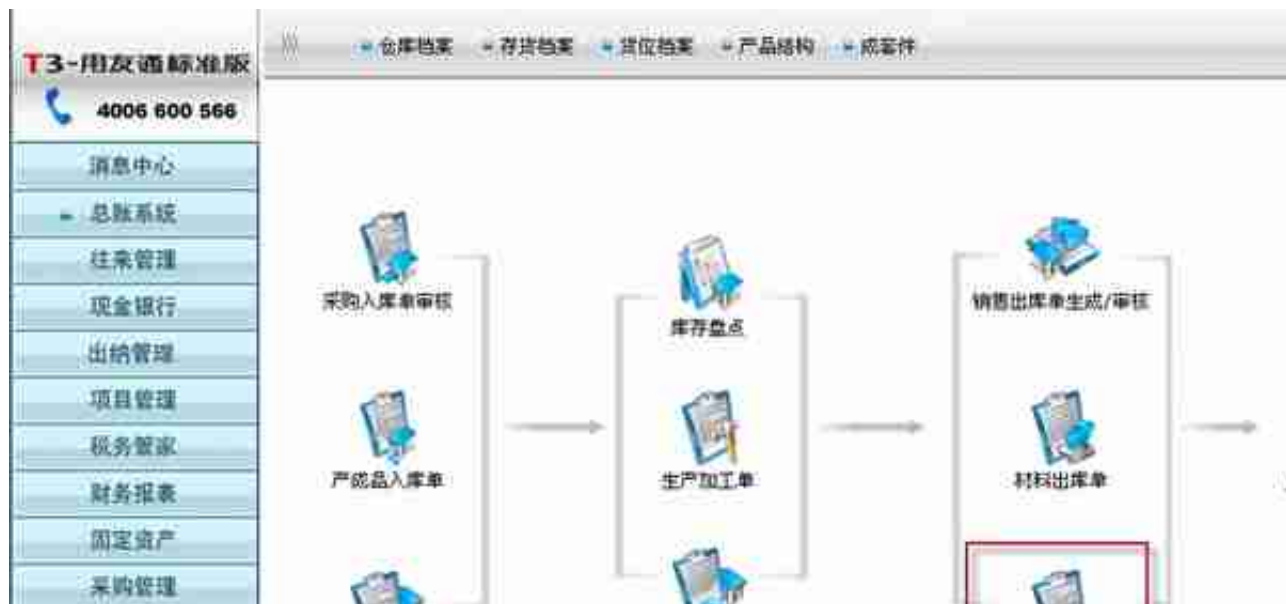 T3-用友通标准版
4006 600 566
消息中心
总账系统
往来管理
现金银行
出纳管理
项目管理
税务管家
财务报表
固定资产
采购管理
仓库档案 存货档案 货位档案 产品结构 成套件
采购入库单审核
库存盘点
销售出库单生成/审核
产成品入库单
生产加工单
材料出库单